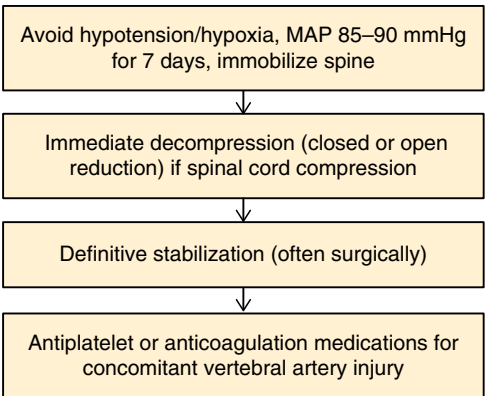 Avoid hypotension/hypoxia, MAP 85–90 mmHg
for 7 days, immobilize spine
Immediate decompression (closed or open
reduction) if spinal cord compression
Definitive stabilization (often surgically)
Antiplatelet or anticoagulation medications for
concomitant vertebral artery injury